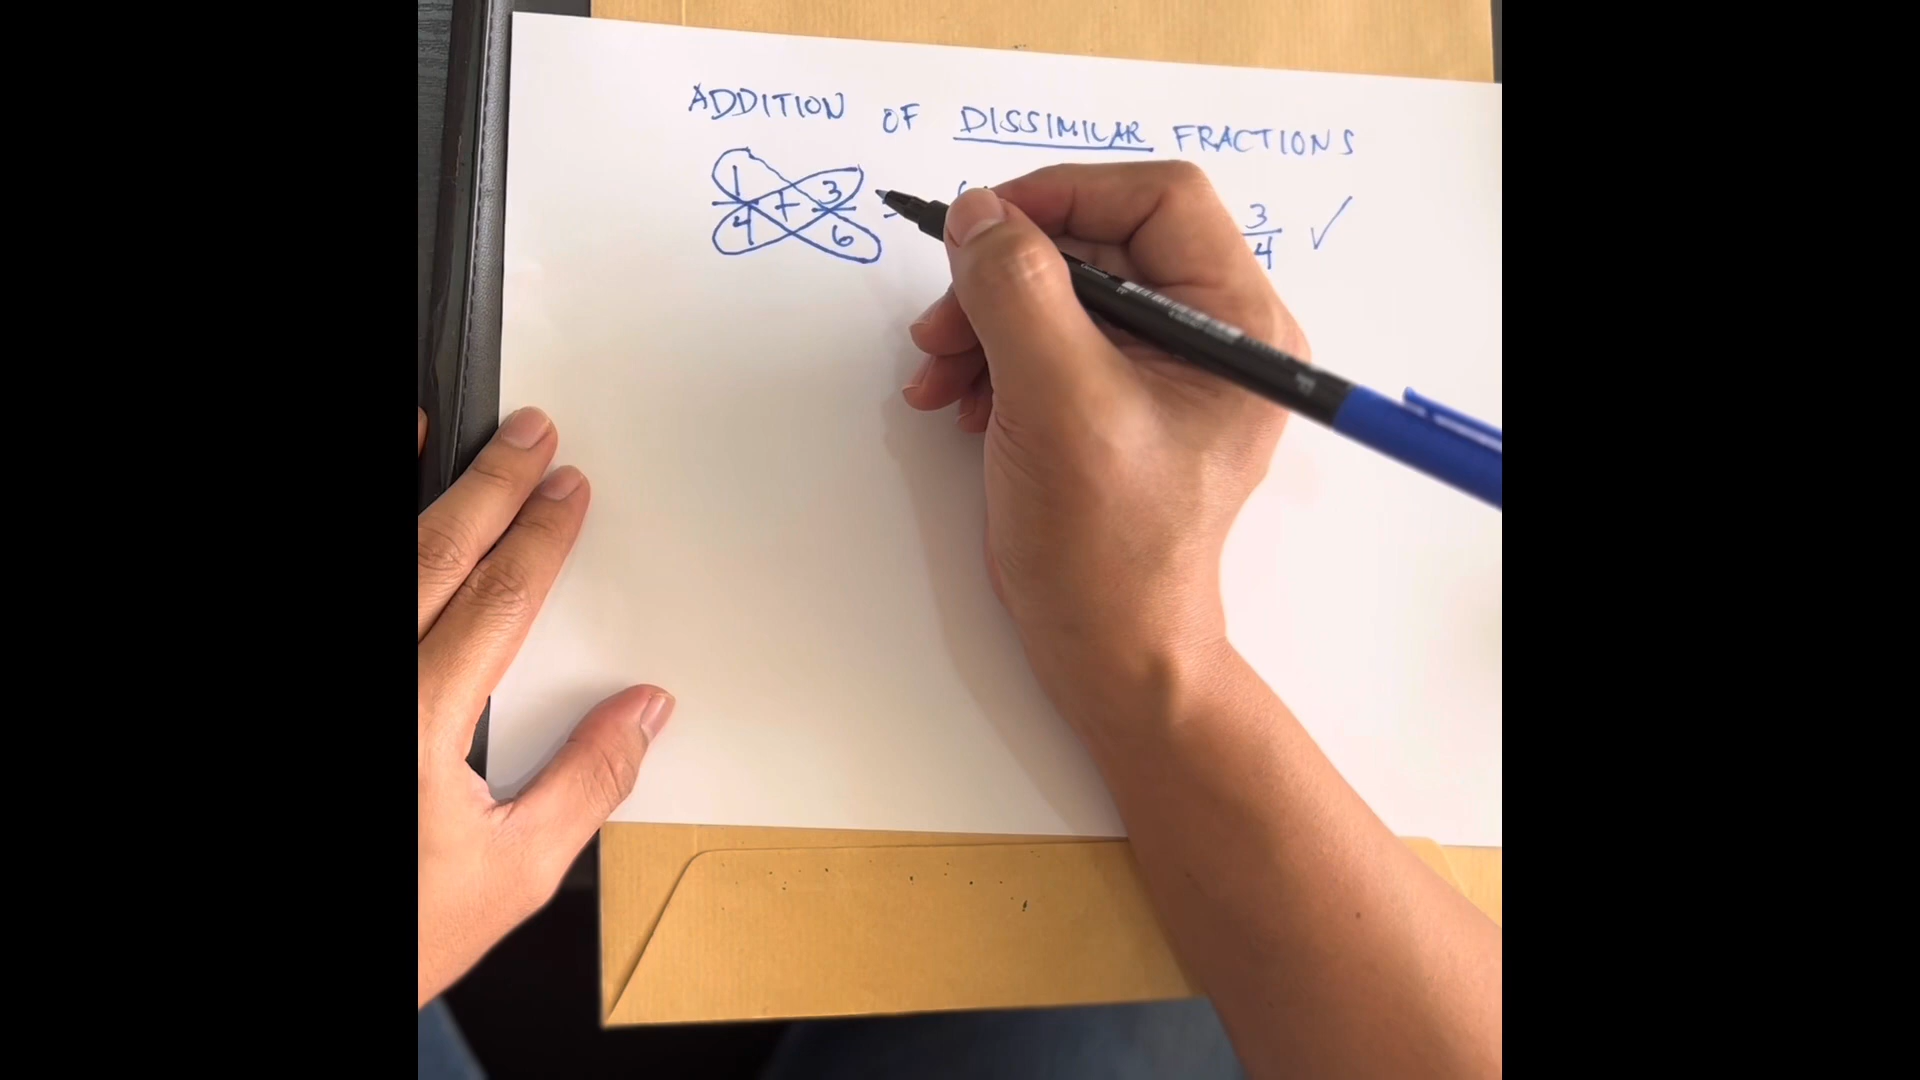 ADDITION OF DISSIMILAR FRACTIONS
1/4 + 3/6 = 3/4 ✓